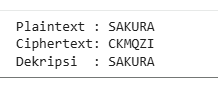 Plaintext : SAKURA
Ciphertext: CKMQZI
Dekripsi  : SAKURA